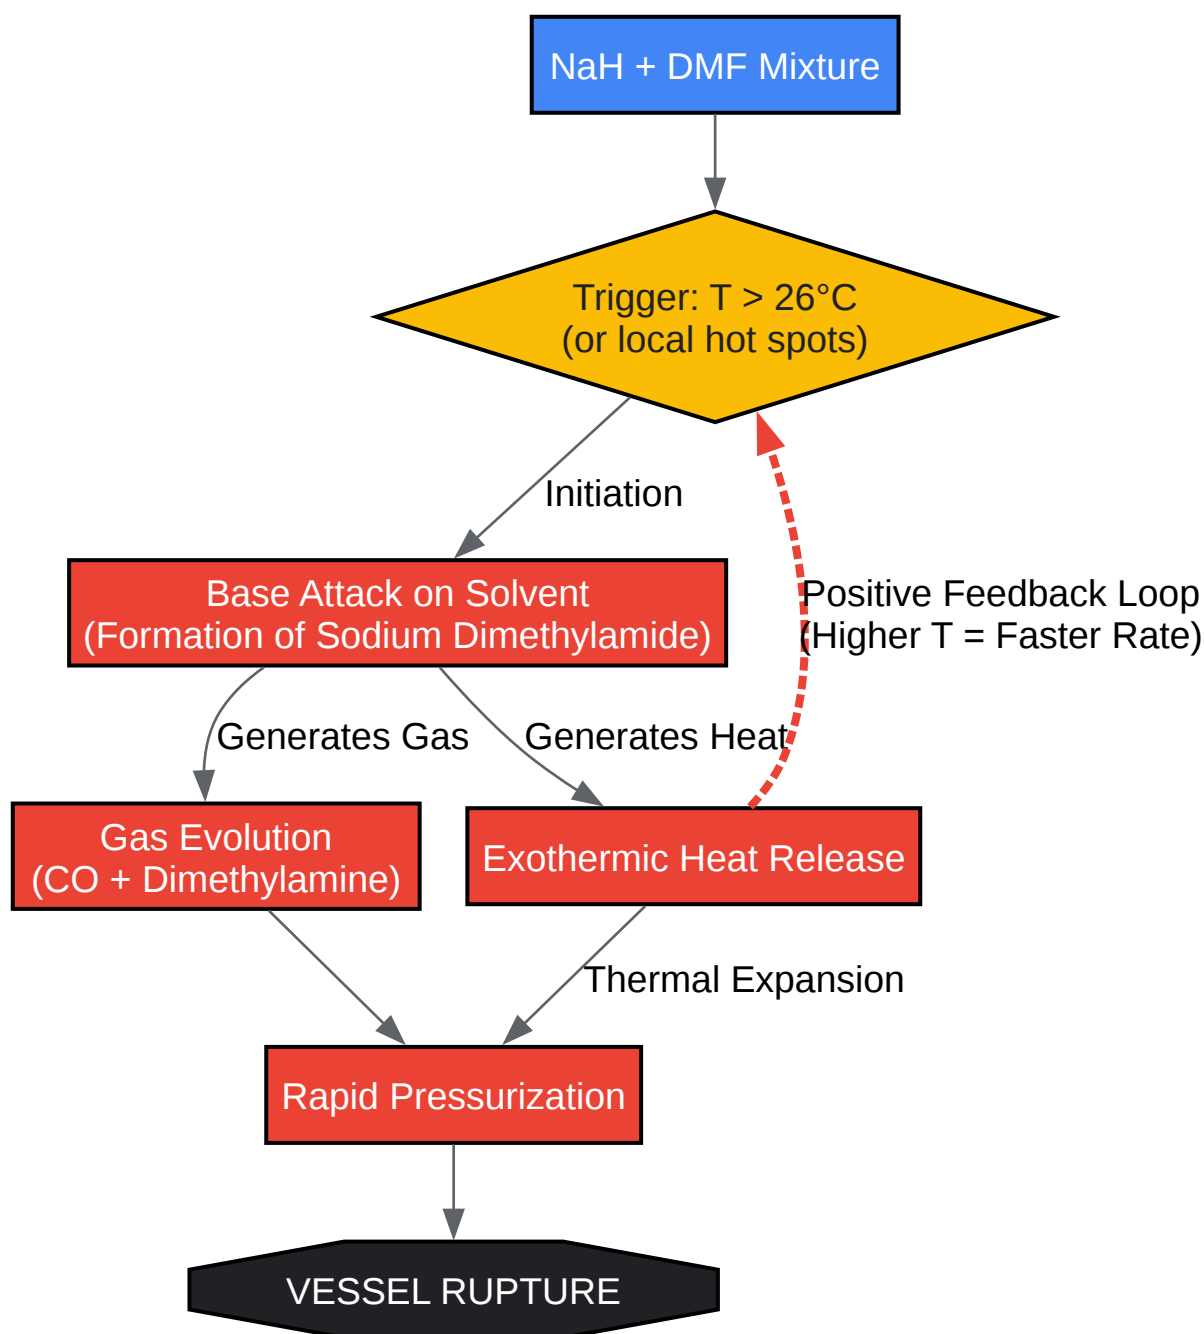 NaH + DMF Mixture
Trigger: T > 26°C
(or local hot spots)
Initiation
Base Attack on Solvent
(Formation of Sodium Dimethylamide)
Positive Feedback Loop
(Higher T = Faster Rate)
Generates Gas
Generates Heat
Gas Evolution
(CO + Dimethylamine)
Exothermic Heat Release
Thermal Expansion
Rapid Pressurization
VESSEL RUPTURE